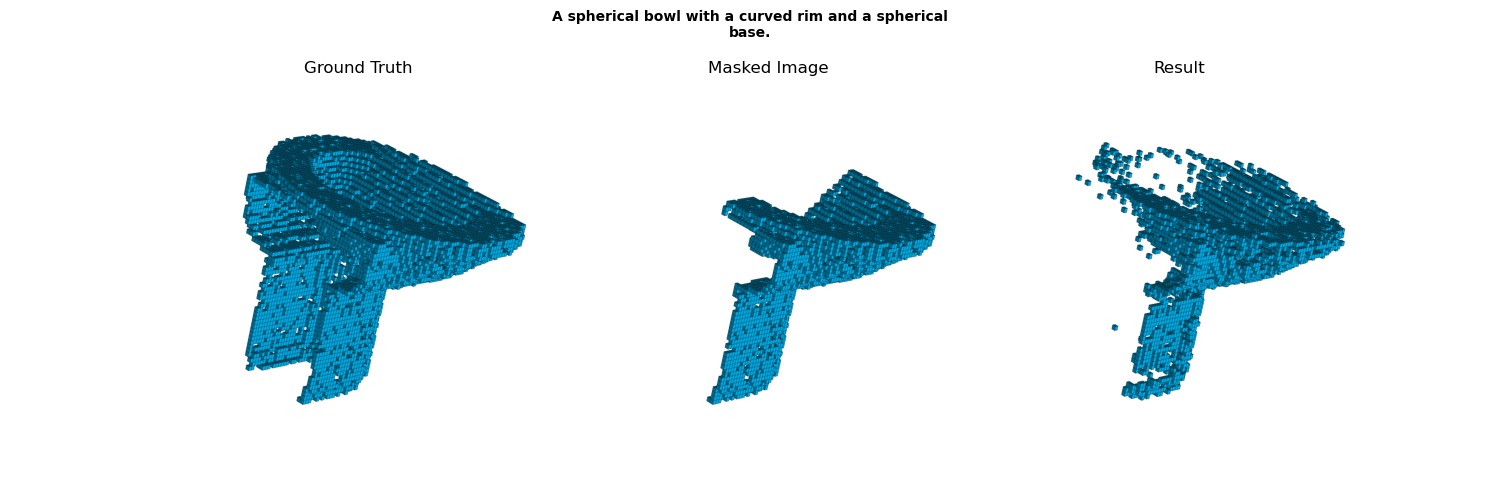 A spherical bowl with a curved rim and a spherical
base.
Ground Truth
Masked Image
Result